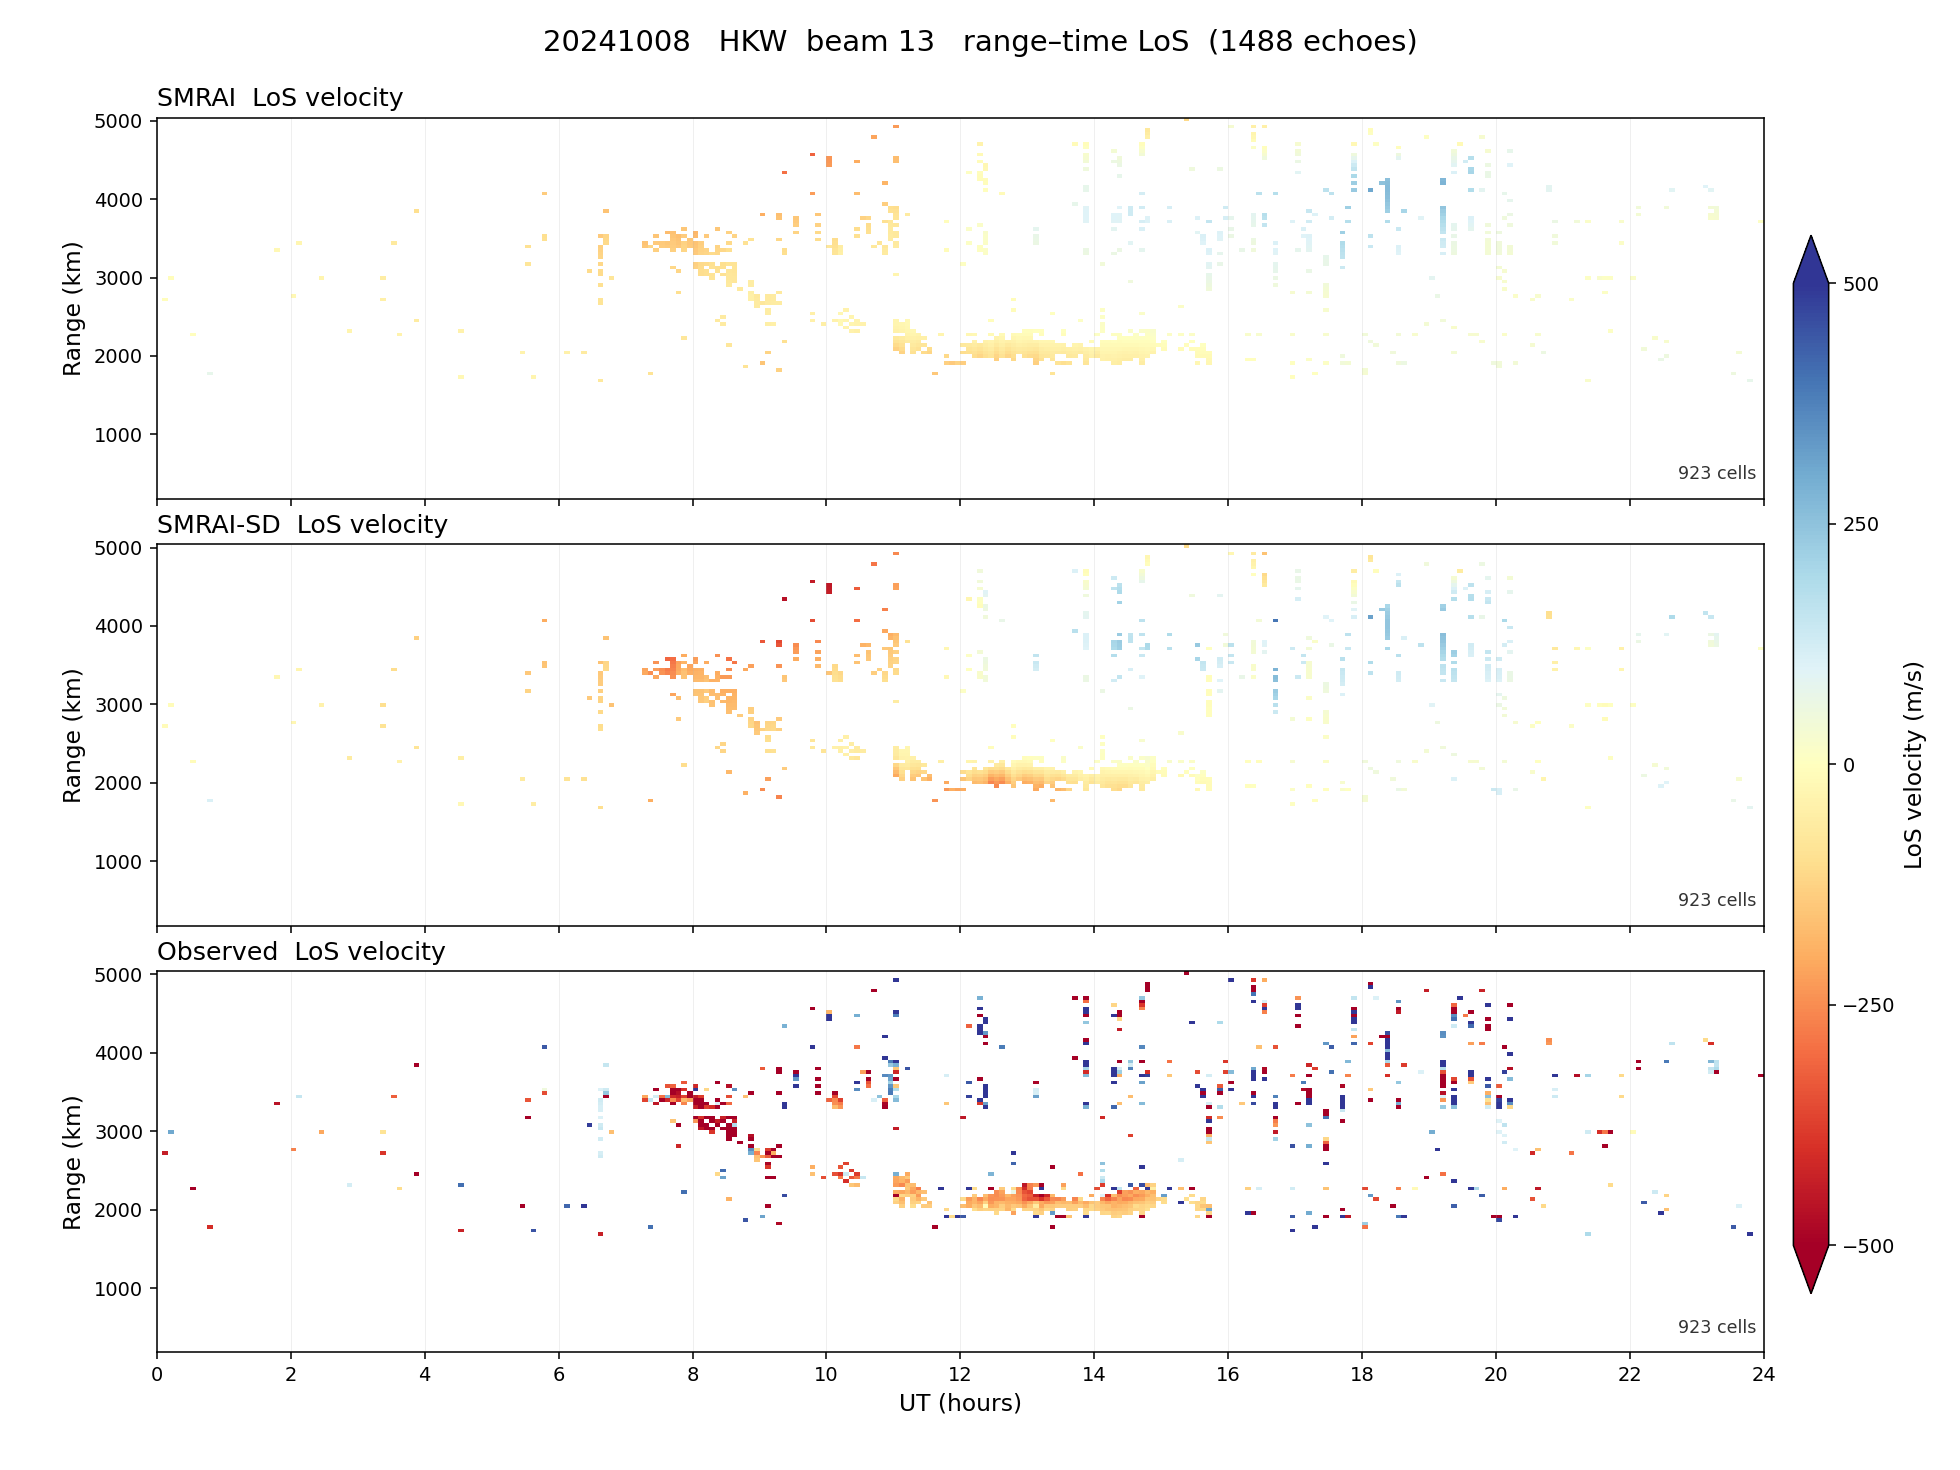 20241008   HKW  beam 13   range–time LoS  (1488 echoes)
SMRAI  LoS velocity
5000
4000
3000
2000
1000
Range (km)
923 cells
SMRAI-SD  LoS velocity
5000
4000
3000
2000
1000
Range (km)
923 cells
Observed  LoS velocity
5000
4000
3000
2000
1000
Range (km)
923 cells
0 2 4 6 8 10 12 14 16 18 20 22 24
UT (hours)
500
250
0
−250
−500
LoS velocity (m/s)